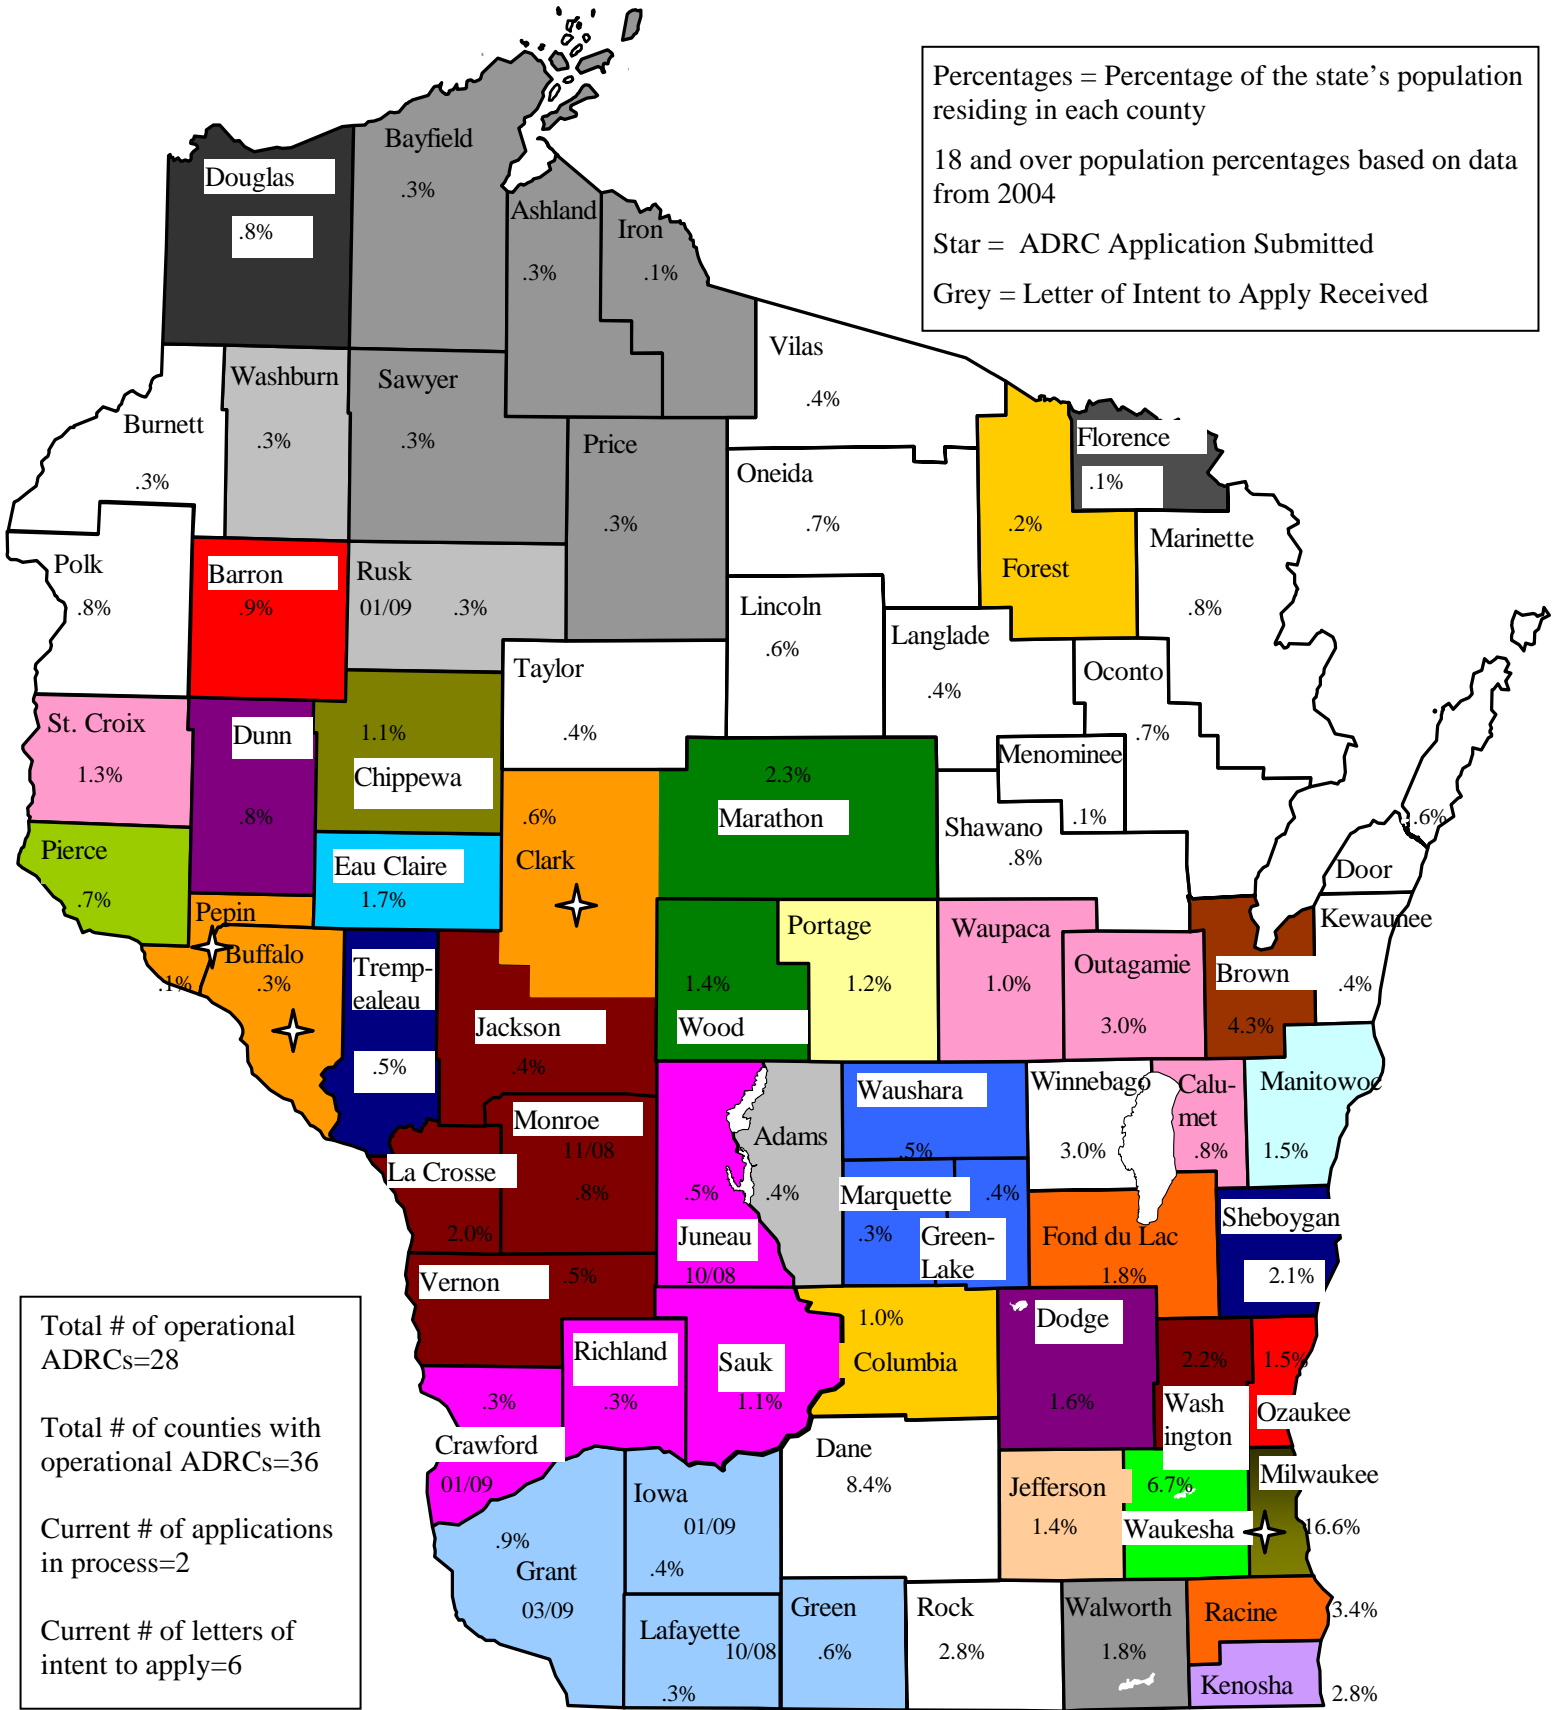 Percentages = Percentage of the state’s population
residing in each county
18 and over population percentages based on data
from 2004
Star =  ADRC Application Submitted
Grey = Letter of Intent to Apply Received
Bayfield
.3%
Douglas
.8%
Ashland
.3%
Iron
.1%
Vilas
.4%
Washburn
.3%
Sawyer
.3%
Burnett
.3%
Price
.3%
Oneida
.7%
Florence
.1%
.2%
Forest
Marinette
.8%
Polk
.8%
Barron
.9%
Rusk
01/09 .3%
Lincoln
.6%
Langlade
.4%
Taylor
.4%
Oconto
.7%
St. Croix
1.3%
Dunn
.8%
1.1%
Chippewa
2.3%
Marathon
Menominee
.1%
Shawano
.8%
.6%
Door
Pierce
.7%
Eau Claire
1.7%
.6%
Clark
Pepin
.1%
Buffalo
.3%
Tremp-
ealeau
.5%
Portage
1.2%
Waupaca
1.0%
Outagamie
3.0%
Brown
4.3%
Kewaunee
.4%
1.4%
Wood
Jackson
.4%
Monroe
11/08
.8%
La Crosse
2.0%
Adams
.4%
.5%
Juneau
10/08
Waushara
.5%
Marquette
.3%
.4%
Green-
Lake
Winnebago
3.0%
Calu-
met
.8%
Manitowoc
1.5%
Fond du Lac
1.8%
Sheboygan
2.1%
Vernon
.5%
Richland
.3%
Sauk
1.1%
1.0%
Columbia
Dodge
1.6%
2.2%
Wash
ington
1.5%
Ozaukee
.3%
Crawford
01/09
Dane
8.4%
Jefferson
1.4%
6.7%
Waukesha
Milwaukee
16.6%
Iowa
01/09
.4%
.9%
Grant
03/09
Lafayette
10/08
.3%
Green
.6%
Rock
2.8%
Walworth
1.8%
Racine
3.4%
Kenosha
2.8%
Total # of operational
ADRCs=28
Total # of counties with
operational ADRCs=36
Current # of applications
in process=2
Current # of letters of
intent to apply=6